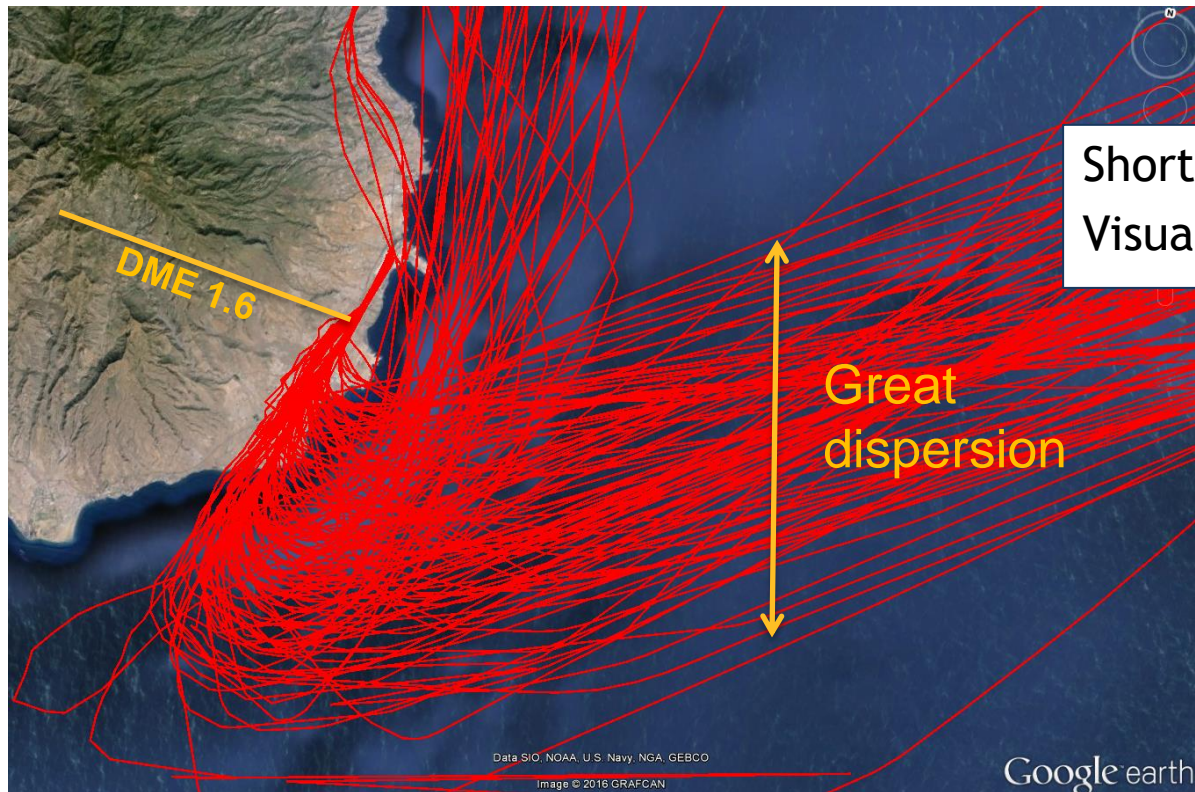 N
Short
Visua
DME 1.6
Great
dispersion
Data SIO, NOAA, U.S. Navy, NGA, GEBCO
Image © 2016 GRAFCAN
Google earth